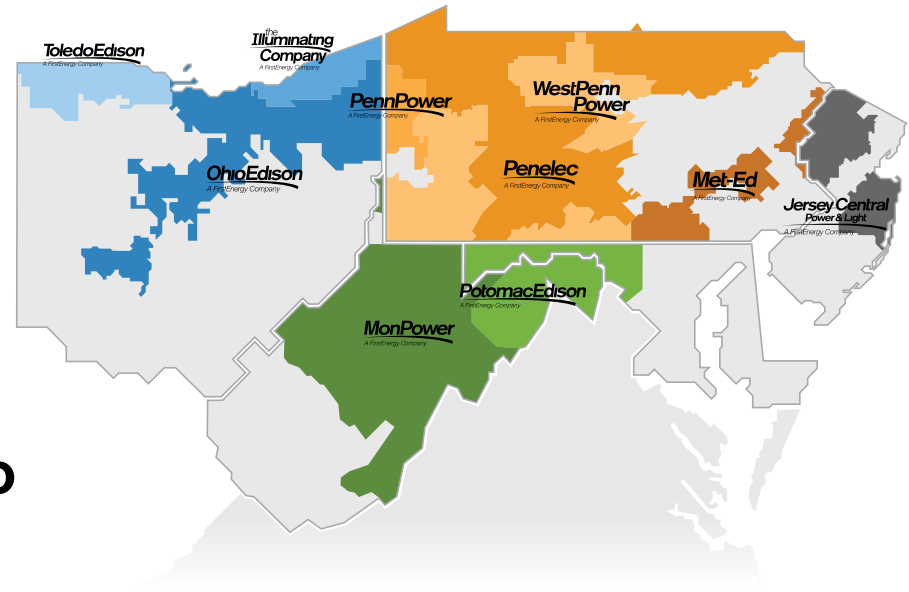 ToledoEdison
A FirstEnergy Company
the
Illuminating
Company
A FirstEnergy Company
PennPower
A FirstEnergy Company
WestPenn
Power
A FirstEnergy Company
OhioEdison
A FirstEnergy Company
Penelec
A FirstEnergy Company
Met-Ed
A FirstEnergy Company
Jersey Central
Power & Light
A FirstEnergy Company
PotomacEdison
A FirstEnergy Company
MonPower
A FirstEnergy Company